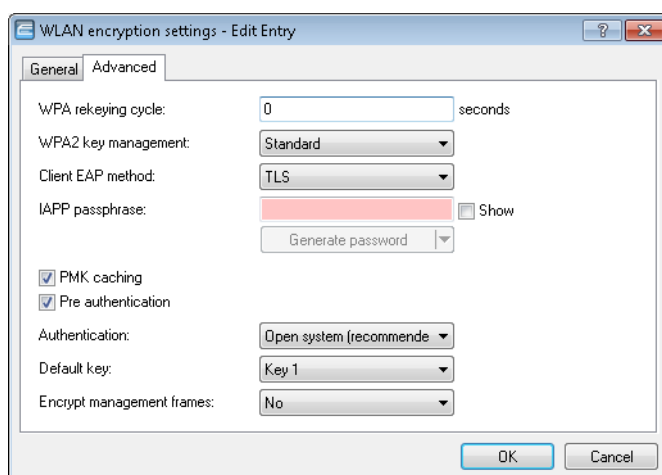 WLAN encryption settings - Edit Entry
General Advanced
WPA rekeying cycle: 0 seconds
WPA2 key management: Standard
Client EAP method: TLS
IAPP passphrase: Show
Generate password
PMK caching
Pre authentication
Authentication: Open system (recommende
Default key: Key 1
Encrypt management frames: No
OK Cancel